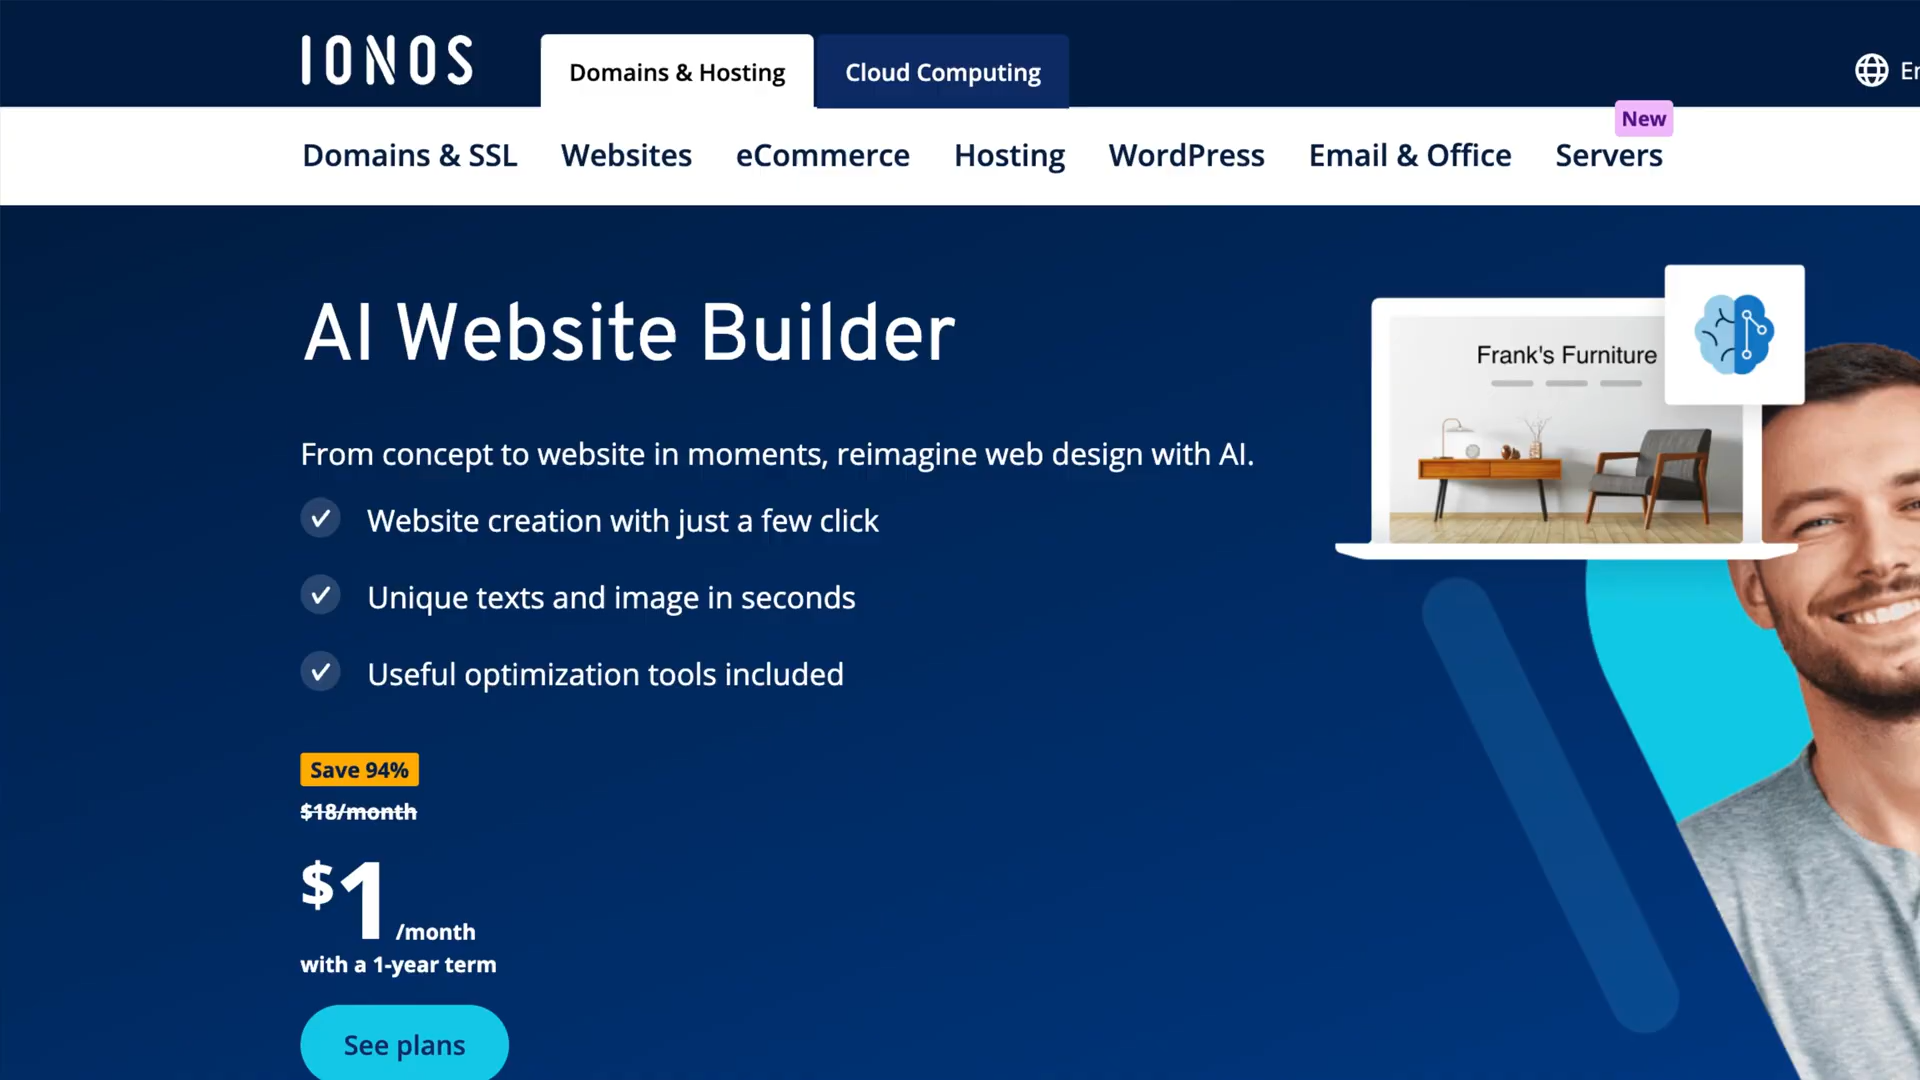 IONOS
Domains & Hosting
Cloud Computing
New
Domains & SSL
Websites
eCommerce
Hosting
WordPress
Email & Office
Servers
AI Website Builder
From concept to website in moments, reimagine web design with AI.
Website creation with just a few click
Unique texts and image in seconds
Useful optimization tools included
Save 94%
$18/month
$1 /month
with a 1-year term
See plans
Frank's Furniture